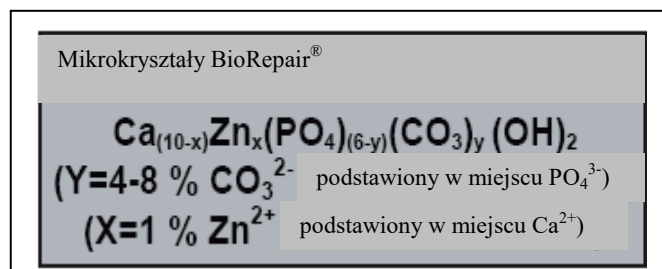 Mikrokryształy BioRepair®
Ca(10-x)Znx(PO4)(6-y)(CO3)y (OH)2
(Y=4-8 % CO3²⁻ podstawiony w miejscu PO4³⁻)
(X=1 % Zn²⁺ podstawiony w miejscu Ca²⁺)